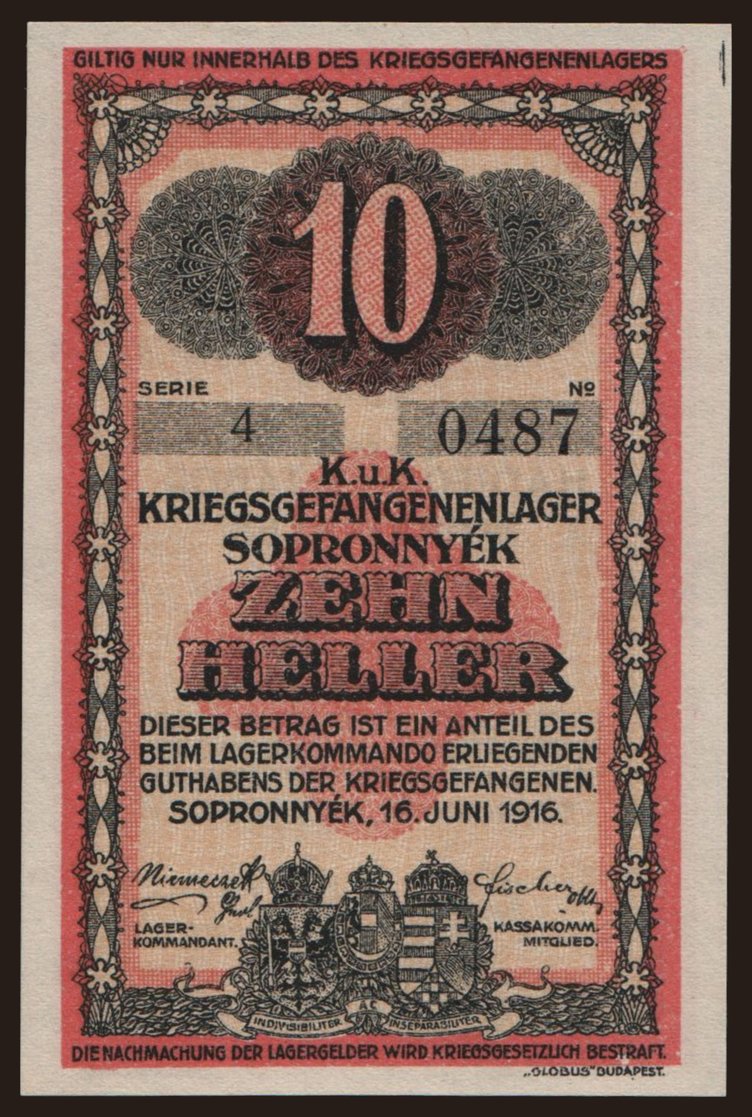 GILTIG NUR INNERHALB DES KRIEGSGEFANGENENLAGERS
10
SERIE No
4 0487
K.u.K.
KRIEGSGEFANGENENLAGER
SOPRONNYÉK
ZEHN
HELLER
DIESER BETRAG IST EIN ANTEIL DES
BEIM LAGERKOMMANDO ERLIEGENDEN
GUTHABENS DER KRIEGSGEFANGENEN.
SOPRONNYÉK, 16. JUNI 1916.
LAGER-
KOMMANDANT.
Fischer
KASSAKOMM.
MITGLIED.
INDIVISIBILITER AC INSEPARABILITER
DIE NACHMACHUNG DER LAGERGELDER WIRD KRIEGSGESETZLICH BESTRAFT.
„GLOBUS" BUDAPEST.